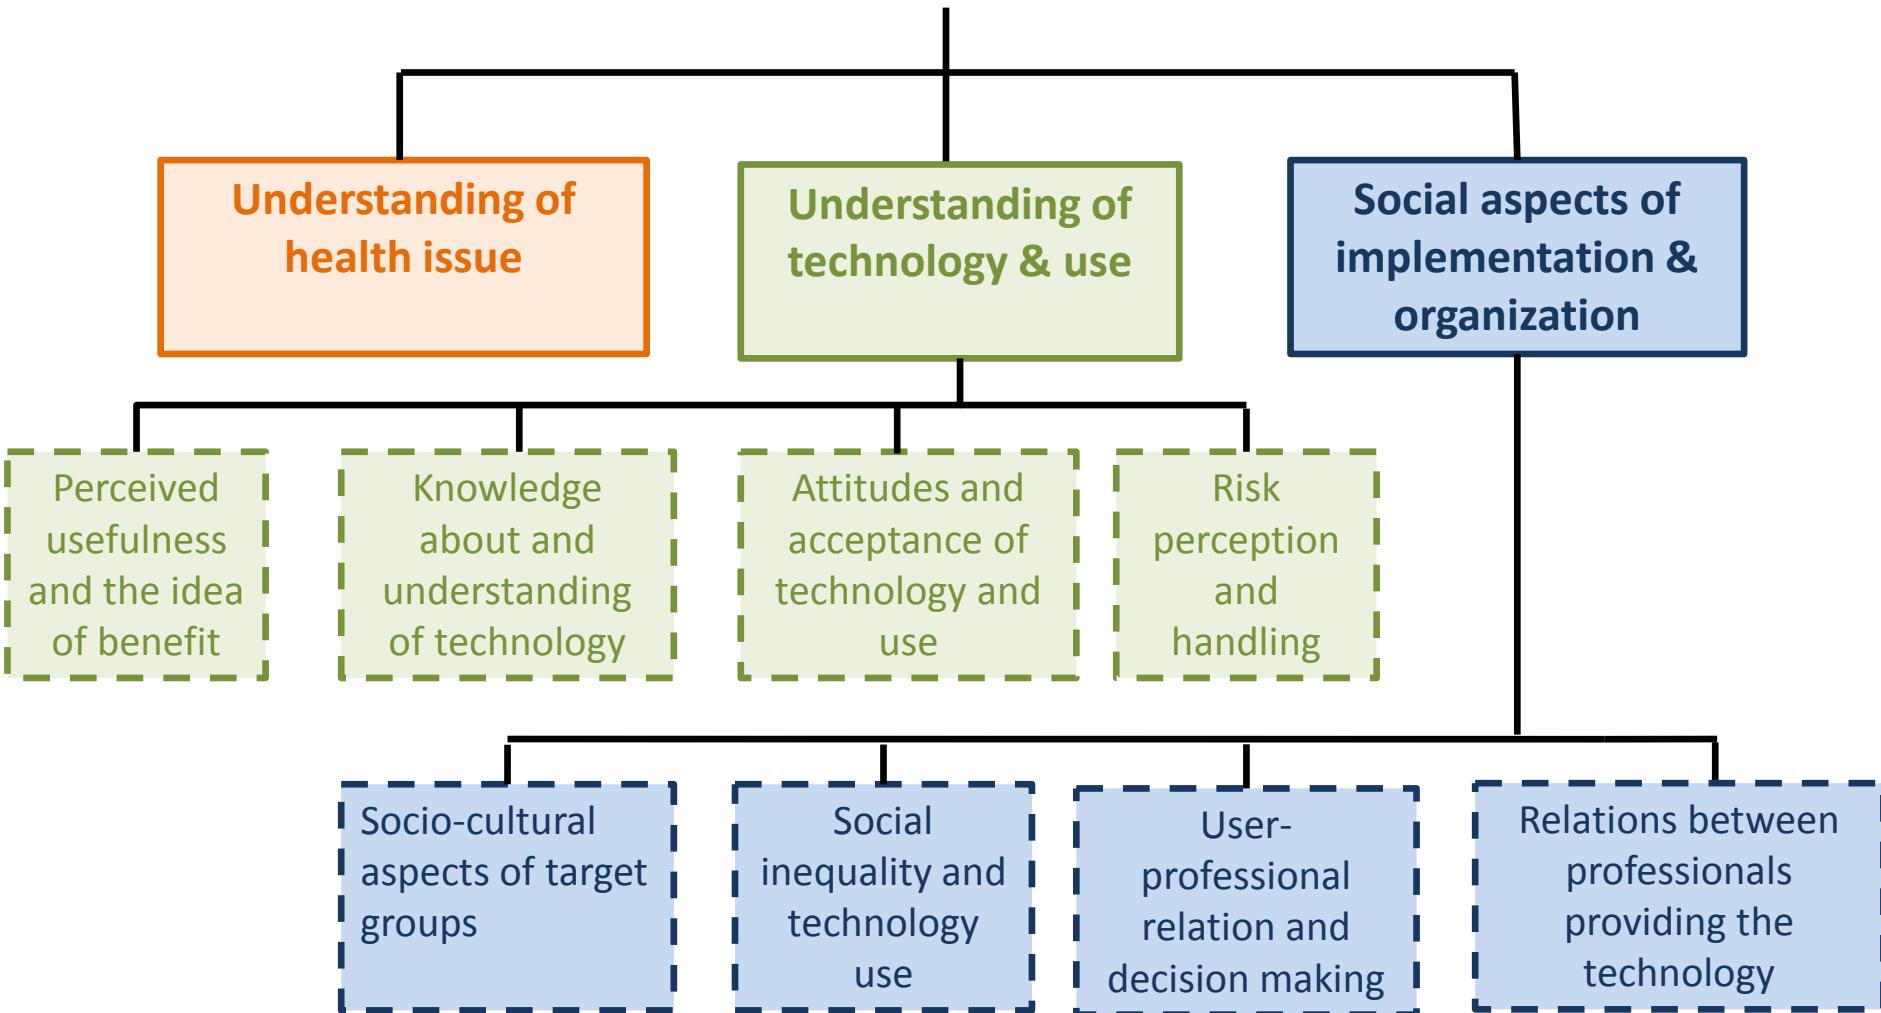 Understanding of
health issue
Understanding of
technology & use
Social aspects of
implementation &
organization
Perceived
usefulness
and the idea
of benefit
Knowledge
about and
understanding
of technology
Attitudes and
acceptance of
technology and
use
Risk
perception
and
handling
Socio-cultural
aspects of target
groups
Social
inequality and
technology
use
User-
professional
relation and
decision making
Relations between
professionals
providing the
technology